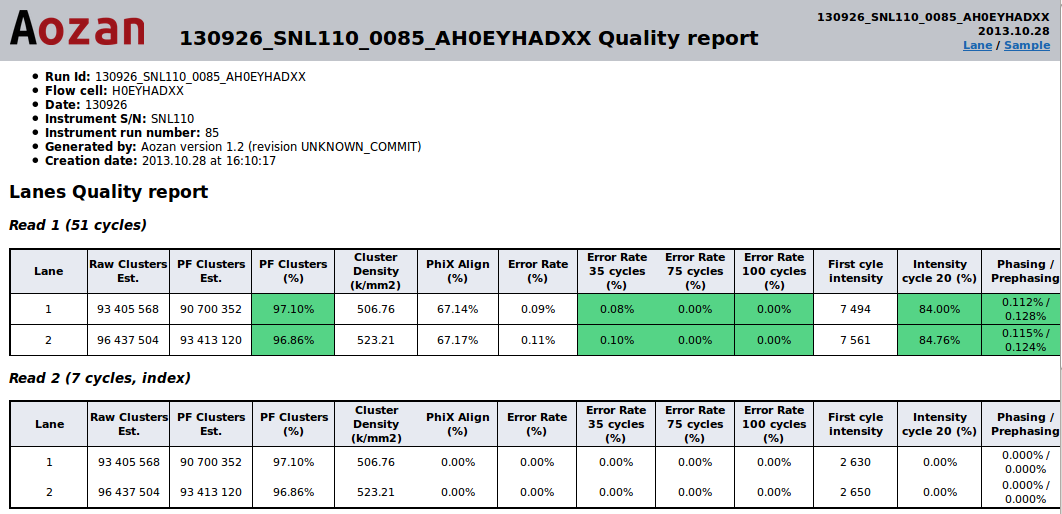 Aozan
130926_SNL110_0085_AH0EYHADXX Quality report
130926_SNL110_0085_AH0EYHADXX
2013.10.28
Lane / Sample
Run Id: 130926_SNL110_0085_AH0EYHADXX
Flow cell: H0EYHADXX
Date: 130926
Instrument S/N: SNL110
Instrument run number: 85
Generated by: Aozan version 1.2 (revision UNKNOWN_COMMIT)
Creation date: 2013.10.28 at 16:10:17
Lanes Quality report
Read 1 (51 cycles)
Lane Raw Clusters Est. PF Clusters Est. PF Clusters (%) Cluster Density (k/mm2) PhiX Align (%) Error Rate (%) Error Rate 35 cycles (%) Error Rate 75 cycles (%) Error Rate 100 cycles (%) First cyle intensity Intensity cycle 20 (%) Phasing / Prephasing
1 93 405 568 90 700 352 97.10% 506.76 67.14% 0.09% 0.08% 0.00% 0.00% 7 494 84.00% 0.112% / 0.128%
2 96 437 504 93 413 120 96.86% 523.21 67.17% 0.11% 0.10% 0.00% 0.00% 7 561 84.76% 0.115% / 0.124%
Read 2 (7 cycles, index)
Lane Raw Clusters Est. PF Clusters Est. PF Clusters (%) Cluster Density (k/mm2) PhiX Align (%) Error Rate (%) Error Rate 35 cycles (%) Error Rate 75 cycles (%) Error Rate 100 cycles (%) First cyle intensity Intensity cycle 20 (%) Phasing / Prephasing
1 93 405 568 90 700 352 97.10% 506.76 0.00% 0.00% 0.00% 0.00% 0.00% 2 630 0.00% 0.000% / 0.000%
2 96 437 504 93 413 120 96.86% 523.21 0.00% 0.00% 0.00% 0.00% 0.00% 2 650 0.00% 0.000% / 0.000%